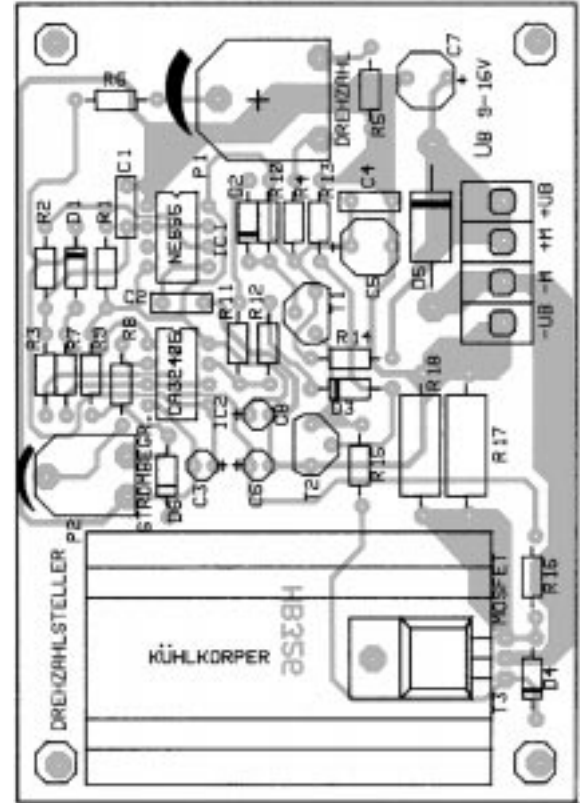 C7
R6
DREHZAHL
R5
+
+
UB 9-16V
P1
C1
R2
D1
R1
NE555
IC1
D2
R10
R4
R13
C4
C5
+
D5
+UB
+M
-M
-UB
C2
R11
R12
T1
R14
R3
R7
R9
R8
CA3240E
IC2
C8
+
D3
R18
R17
STROMBEGR.
P2
D6
C3
+
+
C6
T2
R15
DREHZAHLSTELLER
KÜHLKÖRPER
HB356
MOSFET
R16
T3
D4